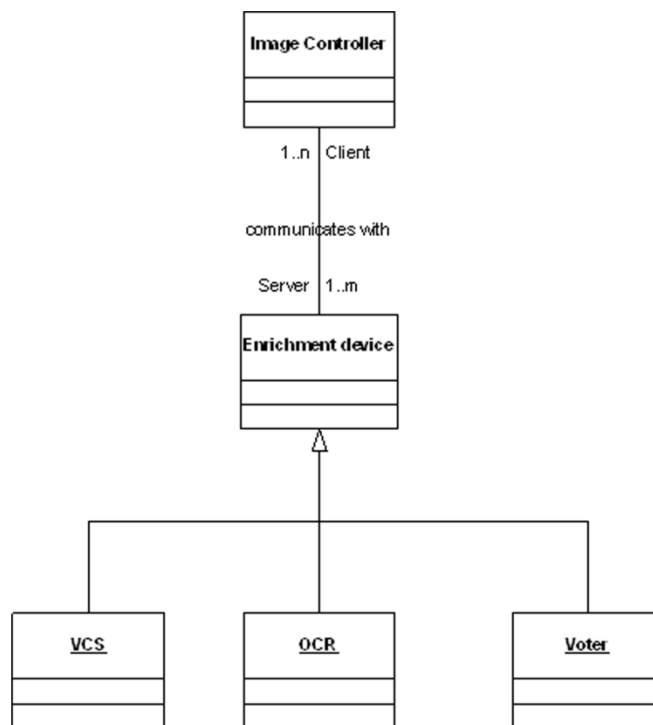 Image Controller
1..n Client
communicates with
Server 1..m
Enrichment device
VCS OCR Voter